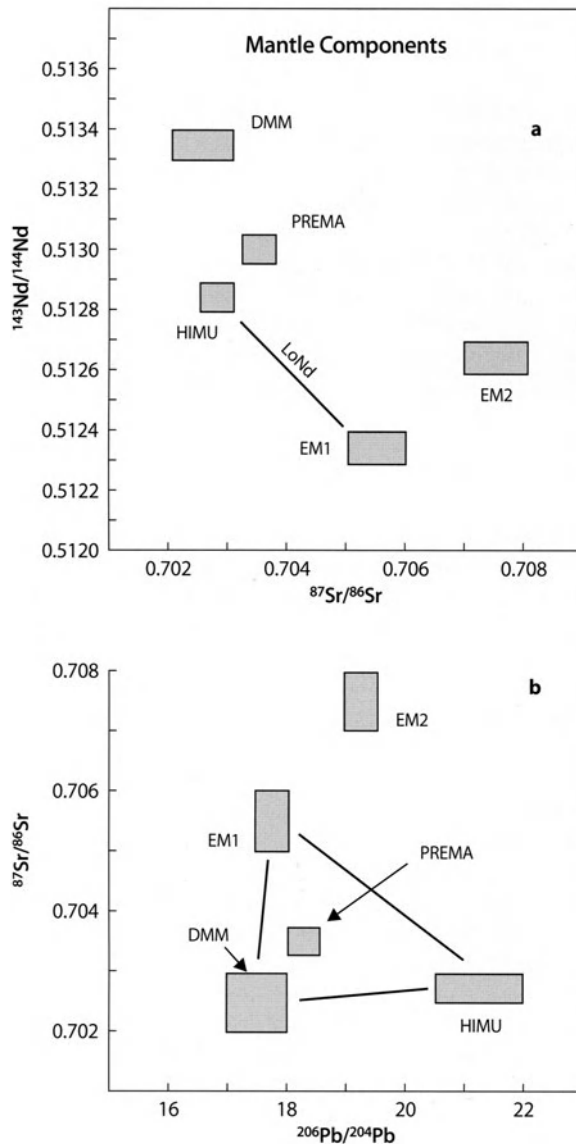 Mantle Components
a
0.5136
0.5134
0.5132
0.5130
0.5128
0.5126
0.5124
0.5122
0.5120
143Nd/144Nd
DMM
PREMA
HIMU
LoNd
EM1
EM2
0.702 0.704 0.706 0.708
87Sr/86Sr
b
0.708
0.706
0.704
0.702
87Sr/86Sr
EM2
EM1
PREMA
DMM
HIMU
16 18 20 22
206Pb/204Pb